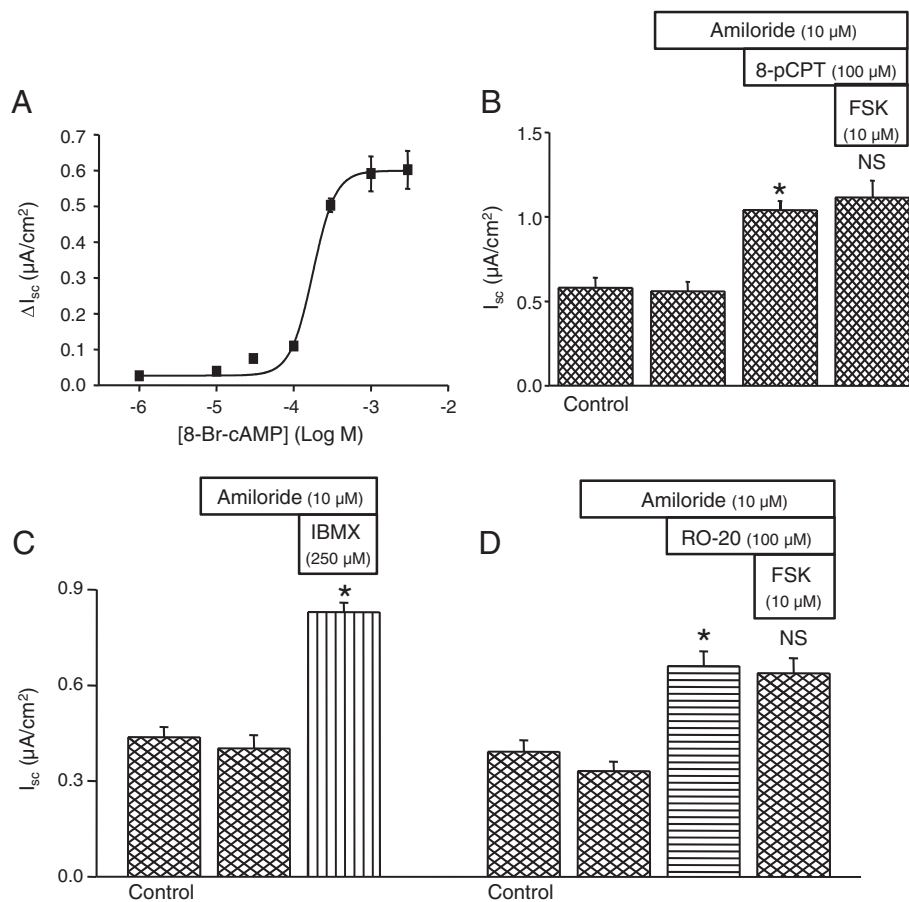 A
ΔIsc (µA/cm²)
0.7
0.6
0.5
0.4
0.3
0.2
0.1
0.0
-6 -5 -4 -3 -2
[8-Br-cAMP] (Log M)
B
Amiloride (10 µM)
8-pCPT (100 µM)
FSK
(10 µM)
NS
*
Isc (µA/cm²)
1.5
1.0
0.5
0.0
Control
C
Amiloride (10 µM)
IBMX
(250 µM)
*
Isc (µA/cm²)
0.9
0.6
0.3
0.0
Control
D
Amiloride (10 µM)
RO-20 (100 µM)
FSK
(10 µM)
NS
*
Control